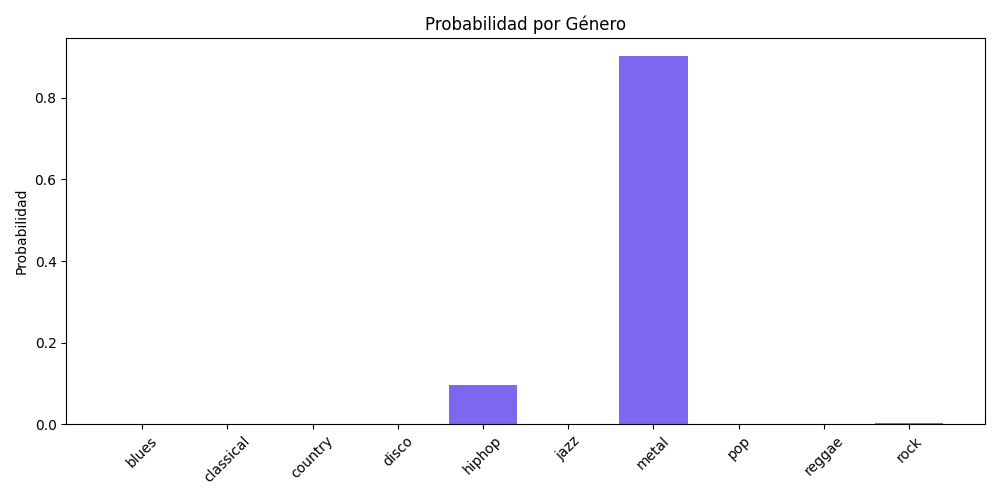 Probabilidad por Género
Probabilidad
0.8
0.6
0.4
0.2
0.0
blues
classical
country
disco
hiphop
jazz
metal
pop
reggae
rock